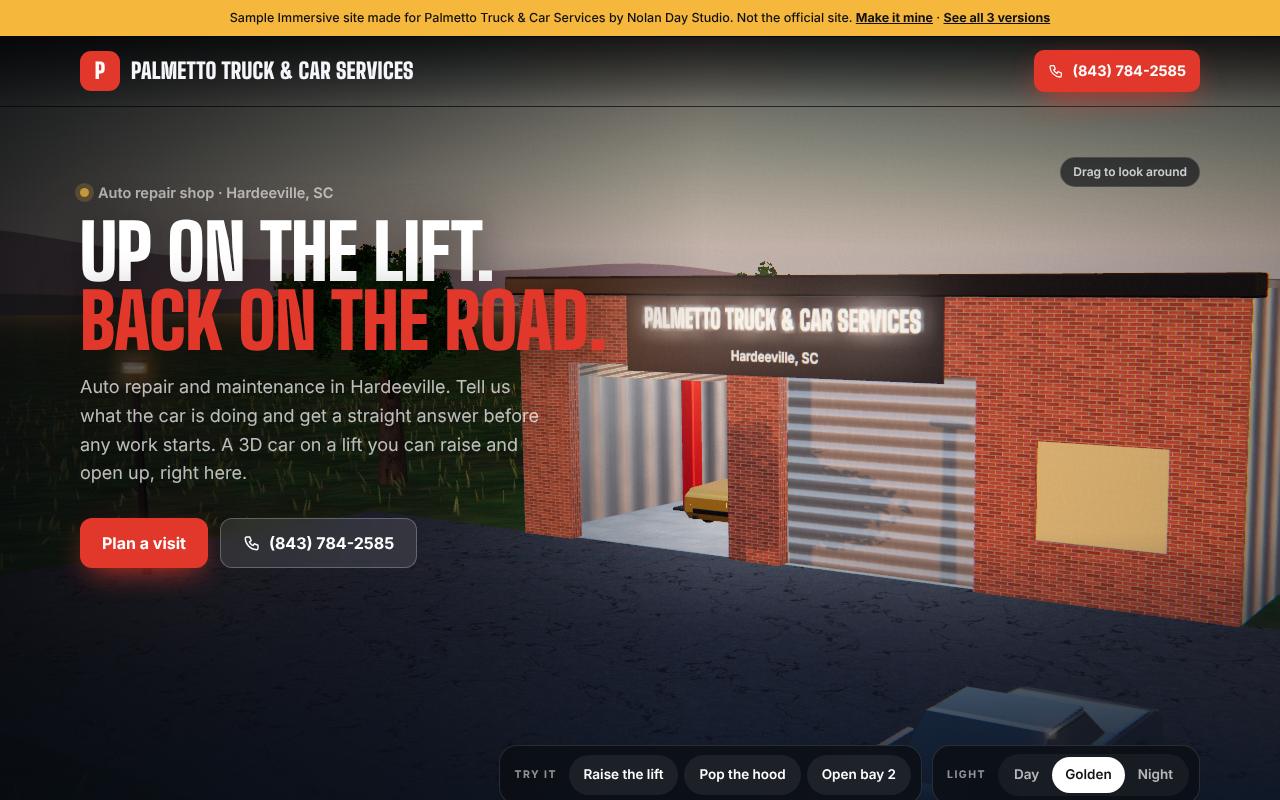 Sample Immersive site made for Palmetto Truck & Car Services by Nolan Day Studio. Not the official site. Make it mine · See all 3 versions
P PALMETTO TRUCK & CAR SERVICES
(843) 784-2585
Drag to look around
Auto repair shop · Hardeeville, SC
UP ON THE LIFT.
BACK ON THE ROAD.
PALMETTO TRUCK & CAR SERVICES
Hardeeville, SC
Auto repair and maintenance in Hardeeville. Tell us
what the car is doing and get a straight answer before
any work starts. A 3D car on a lift you can raise and
open up, right here.
Plan a visit
(843) 784-2585
TRY IT Raise the lift Pop the hood Open bay 2
LIGHT Day Golden Night